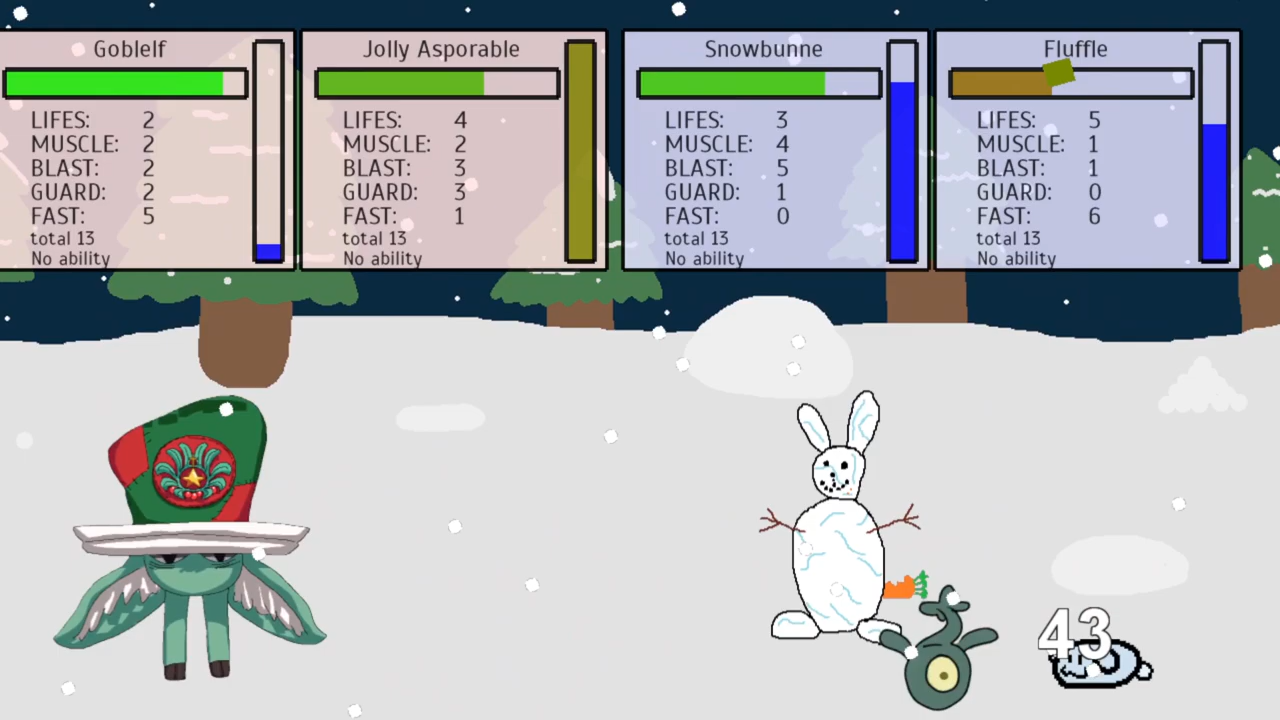 Goblelf
LIFES: 2
MUSCLE: 2
BLAST: 2
GUARD: 2
FAST: 5
total 13
No ability
Jolly Asporable
LIFES: 4
MUSCLE: 2
BLAST: 3
GUARD: 3
FAST: 1
total 13
No ability
Snowbunne
LIFES: 3
MUSCLE: 4
BLAST: 5
GUARD: 1
FAST: 0
total 13
No ability
Fluffle
LIFES: 5
MUSCLE: 1
BLAST: 1
GUARD: 0
FAST: 6
total 13
No ability
43